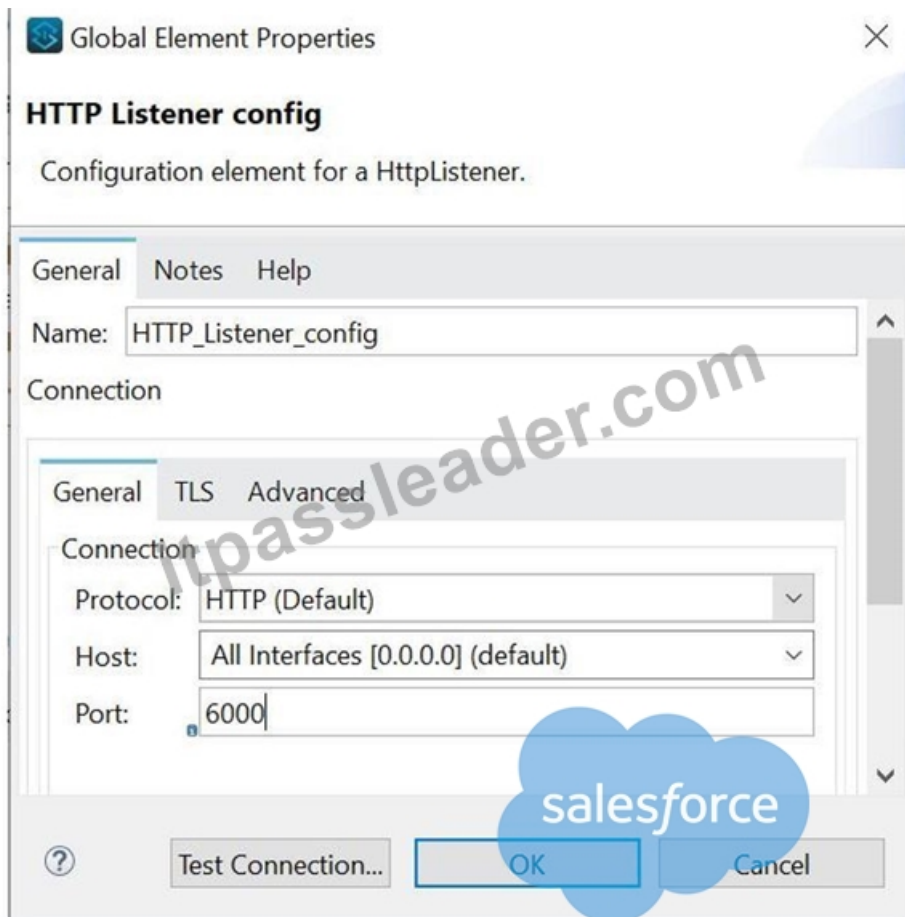 Global Element Properties
HTTP Listener config
Configuration element for a HttpListener.
General Notes Help
Name: HTTP_Listener_config
Connection
General TLS Advanced
Connection
Protocol: HTTP (Default)
Host: All Interfaces [0.0.0.0] (default)
Port: 6000
itpassleader.com
salesforce
? Test Connection... OK Cancel